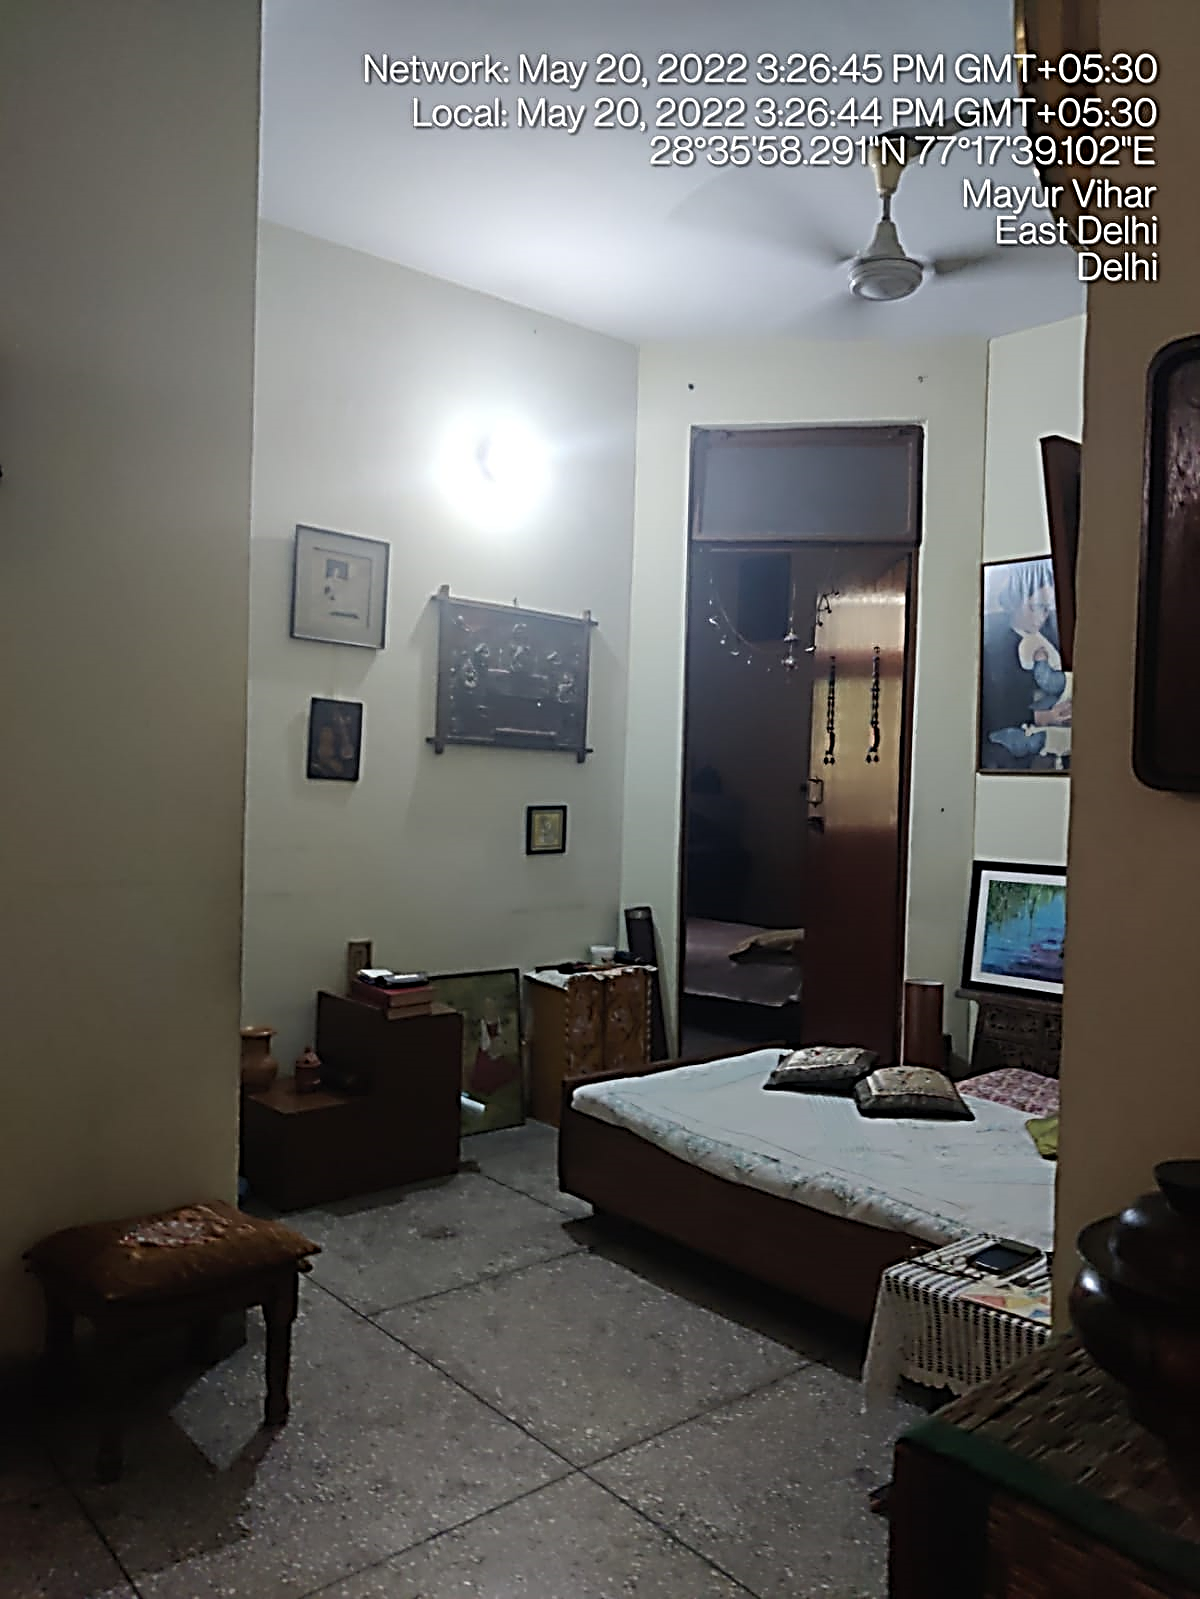 Network: May 20, 2022 3:26:45 PM GMT+05:30
Local: May 20, 2022 3:26:44 PM GMT+05:30
28°35'58.291"N 77°17'39.102"E
Mayur Vihar
East Delhi
Delhi